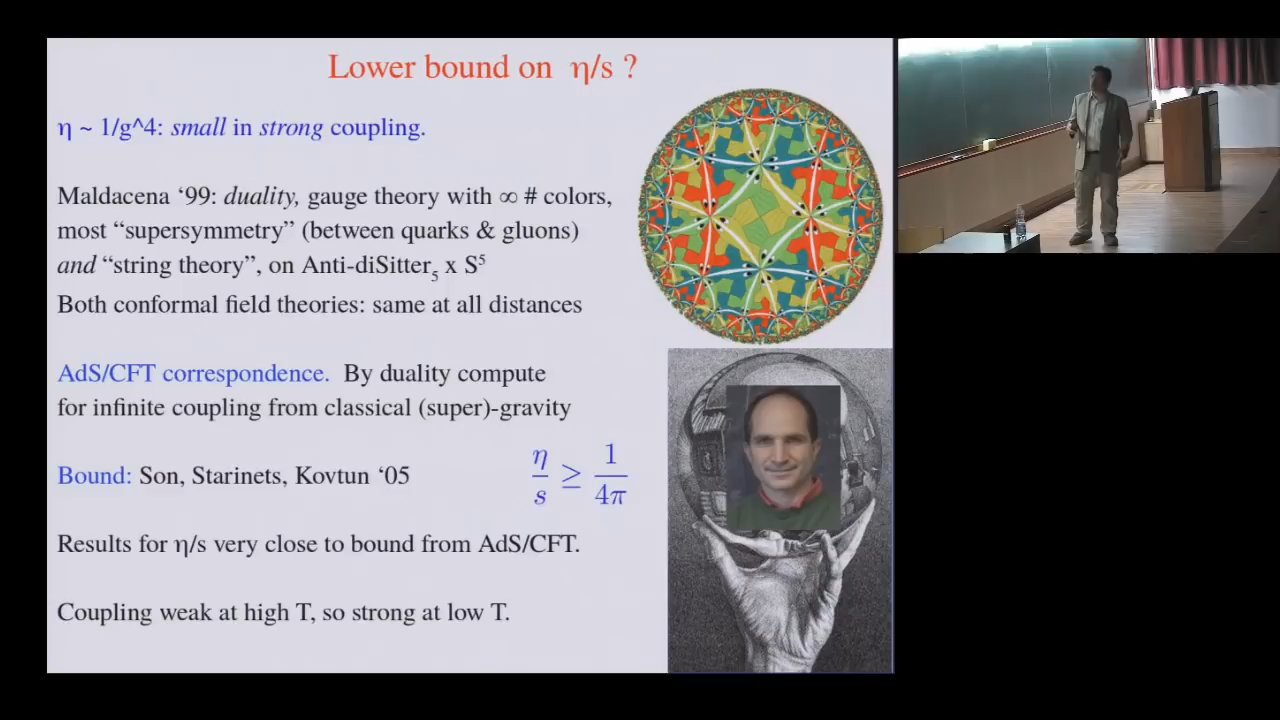 Lower bound on η/s ?
η ~ 1/g^4: small in strong coupling.
Maldacena ‘99: duality, gauge theory with ∞ # colors,
most “supersymmetry” (between quarks & gluons)
and “string theory”, on Anti-diSitter₅ x S⁵
Both conformal field theories: same at all distances
AdS/CFT correspondence. By duality compute
for infinite coupling from classical (super)-gravity
Bound: Son, Starinets, Kovtun ‘05 η/s ≥ 1/4π
Results for η/s very close to bound from AdS/CFT.
Coupling weak at high T, so strong at low T.